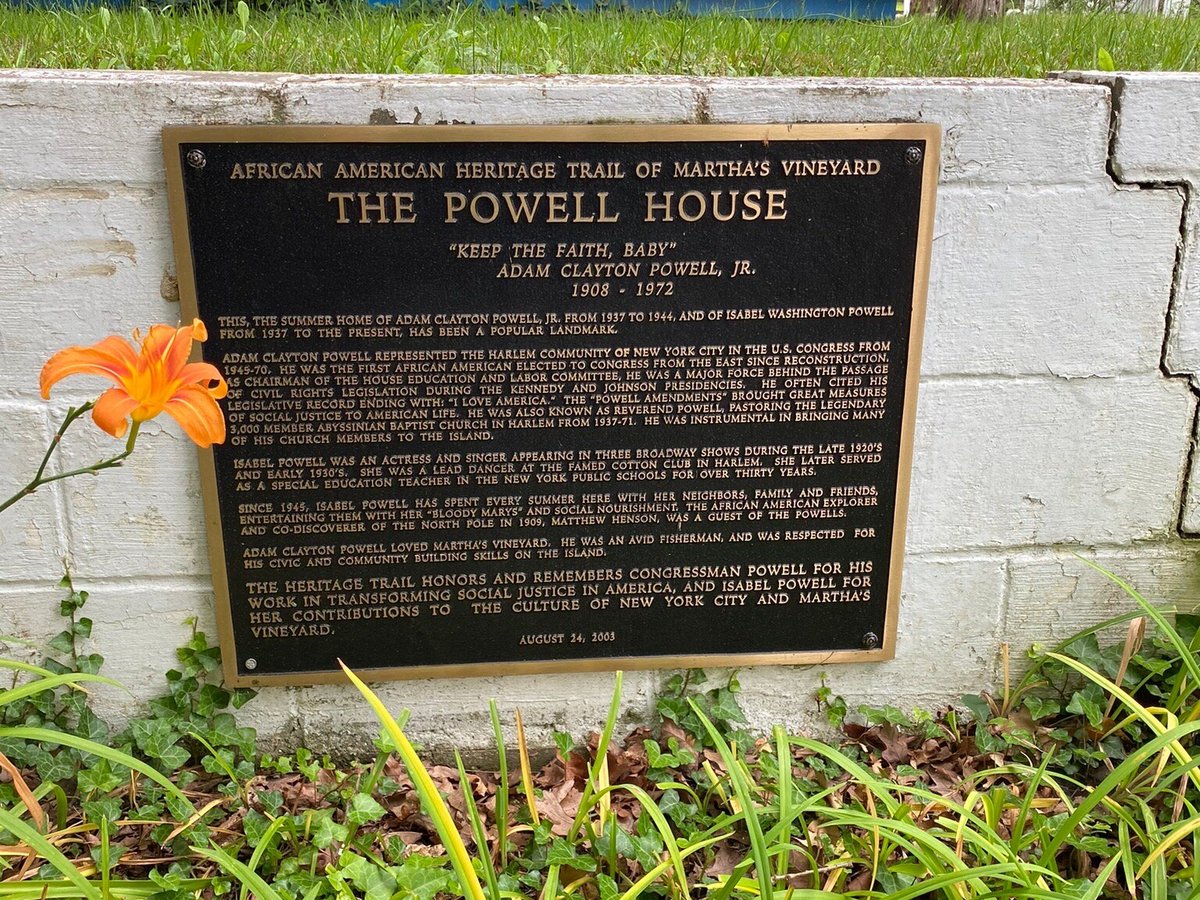 AFRICAN AMERICAN HERITAGE TRAIL OF MARTHA'S VINEYARD
THE POWELL HOUSE
"KEEP THE FAITH, BABY"
ADAM CLAYTON POWELL, JR.
1908 - 1972
THIS, THE SUMMER HOME OF ADAM CLAYTON POWELL, JR. FROM 1937 TO 1944, AND OF ISABEL WASHINGTON POWELL
FROM 1937 TO THE PRESENT, HAS BEEN A POPULAR LANDMARK.
ADAM CLAYTON POWELL REPRESENTED THE HARLEM COMMUNITY OF NEW YORK CITY IN THE U.S. CONGRESS FROM
1945-70. HE WAS THE FIRST AFRICAN AMERICAN ELECTED TO CONGRESS FROM THE EAST SINCE RECONSTRUCTION.
AS CHAIRMAN OF THE HOUSE EDUCATION AND LABOR COMMITTEE, HE WAS A MAJOR FORCE BEHIND THE PASSAGE
OF CIVIL RIGHTS LEGISLATION DURING THE KENNEDY AND JOHNSON PRESIDENCIES. HE OFTEN CITED HIS
LEGISLATIVE RECORD ENDING WITH "I LOVE AMERICA." THE "POWELL AMENDMENTS" BROUGHT GREAT MEASURES
OF SOCIAL JUSTICE TO AMERICAN LIFE. HE WAS ALSO KNOWN AS REVEREND POWELL, PASTORING THE LEGENDARY
3,000 MEMBER ABYSSINIAN BAPTIST CHURCH IN HARLEM FROM 1937-71. HE WAS INSTRUMENTAL IN BRINGING MANY
OF HIS CHURCH MEMBERS TO THE ISLAND.
ISABEL POWELL WAS AN ACTRESS AND SINGER APPEARING IN THREE BROADWAY SHOWS DURING THE LATE 1920'S
AND EARLY 1930'S. SHE WAS A LEAD DANCER AT THE FAMED COTTON CLUB IN HARLEM. SHE LATER SERVED
AS A SPECIAL EDUCATION TEACHER IN THE NEW YORK PUBLIC SCHOOLS FOR OVER THIRTY YEARS.
SINCE 1945, ISABEL POWELL HAS SPENT EVERY SUMMER HERE WITH HER NEIGHBORS, FAMILY AND FRIENDS,
ENTERTAINING THEM WITH HER "BLOODY MARYS" AND SOCIAL NOURISHMENT. THE AFRICAN AMERICAN EXPLORER
AND CO-DISCOVERER OF THE NORTH POLE IN 1909, MATTHEW HENSON, WAS A GUEST OF THE POWELLS.
ADAM CLAYTON POWELL LOVED MARTHA'S VINEYARD. HE WAS AN AVID FISHERMAN, AND WAS RESPECTED FOR
HIS CIVIC AND COMMUNITY BUILDING SKILLS ON THE ISLAND.
THE HERITAGE TRAIL HONORS AND REMEMBERS CONGRESSMAN POWELL FOR HIS
WORK IN TRANSFORMING SOCIAL JUSTICE IN AMERICA, AND ISABEL POWELL FOR
HER CONTRIBUTIONS TO THE CULTURE OF NEW YORK CITY AND MARTHA'S
VINEYARD.
AUGUST 24, 2003